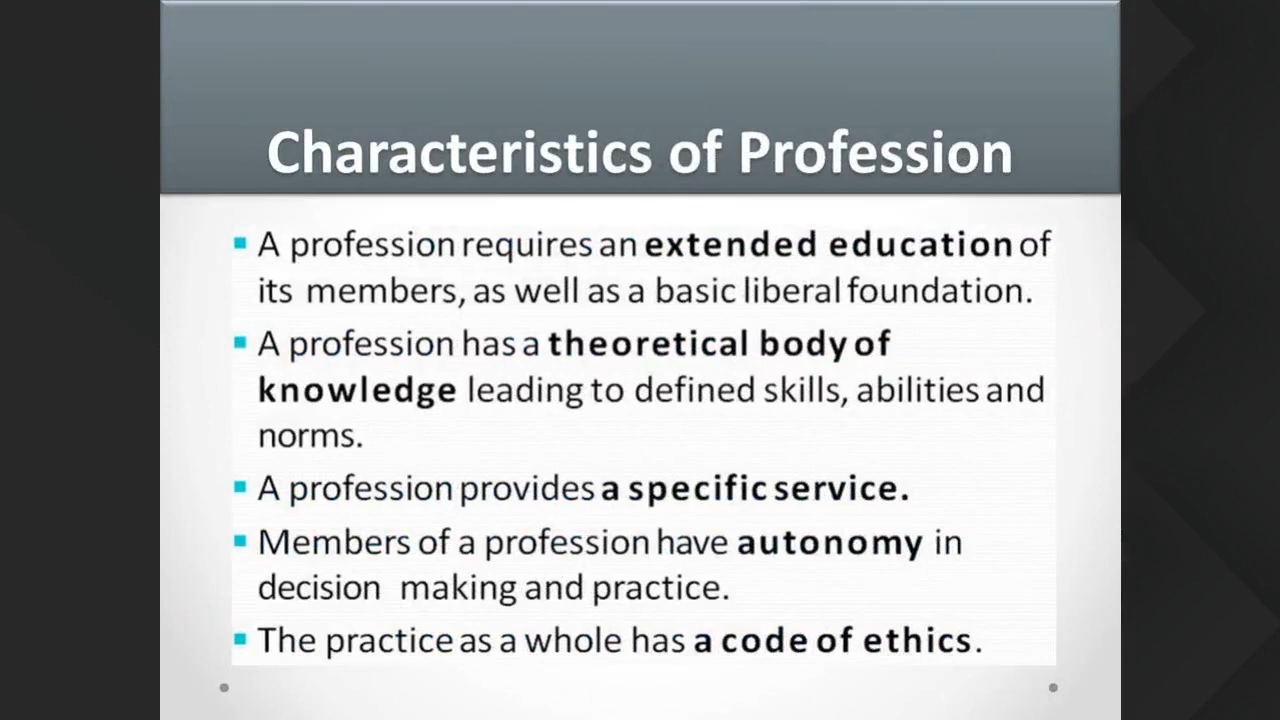 Characteristics of Profession
A profession requires an extended education of
its members, as well as a basic liberal foundation.
A profession has a theoretical body of
knowledge leading to defined skills, abilities and
norms.
A profession provides a specific service.
Members of a profession have autonomy in
decision making and practice.
The practice as a whole has a code of ethics.